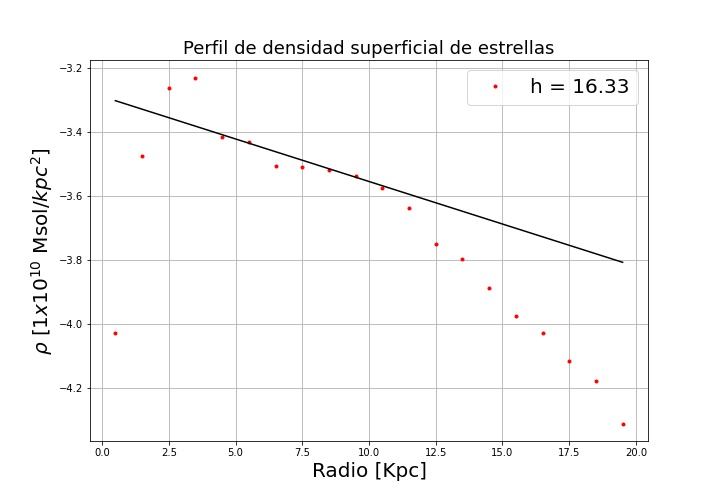 Perfil de densidad superficial de estrellas
h = 16.33
ρ [1x10^{10} Msol/kpc^2]
−3.2
−3.4
−3.6
−3.8
−4.0
−4.2
0.0 2.5 5.0 7.5 10.0 12.5 15.0 17.5 20.0
Radio [Kpc]